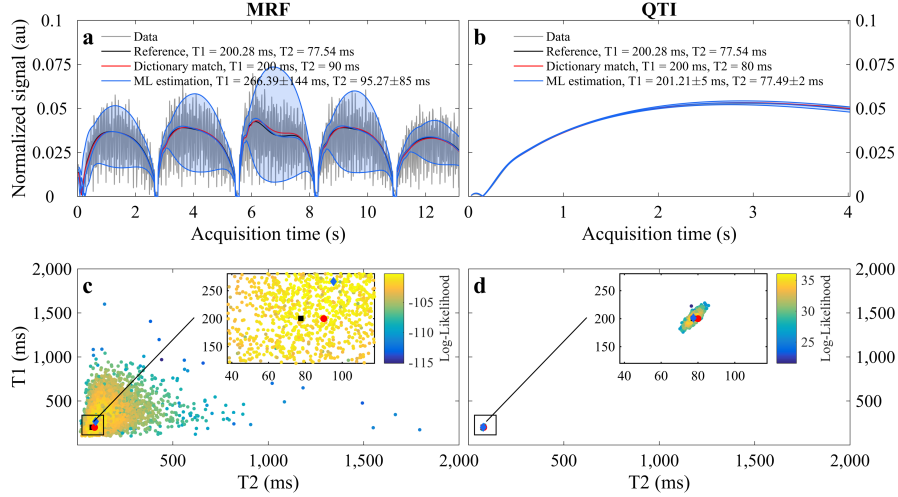 MRF QTI
0.1 0.1
a b
Data Data
Reference, T1 = 200.28 ms, T2 = 77.54 ms Reference, T1 = 200.28 ms, T2 = 77.54
Dictionary match, T1 = 200 ms, T2 = 90 ms Dictionary match, T1 = 200 ms, T2 = 80 ms
ML estimation, T1 = 266.39±144 ms, T2 = 95.27±85 ms ML estimation, T1 = 201.21±5 ms, T2 = 77.49±2 ms
0.075 0.075
0.05 0.05
0.025 0.025
0 0
Normalized signal (au)
0 2 4 6 8 10 12 0 1 2 3 4
Acquisition time (s) Acquisition time (s)
2,000 2,000
c d
250 250
200 200
150 150
40 60 80 100 40 60 80 100
-105 -110 -115 Log-Likelihood
35 30 25 Log-Likelihood
1,500 1,500
1,000 1,000
500 500
T1 (ms)
500 1,000 1,500 2,000 500 1,000 1,500 2,000
T2 (ms) T2 (ms)